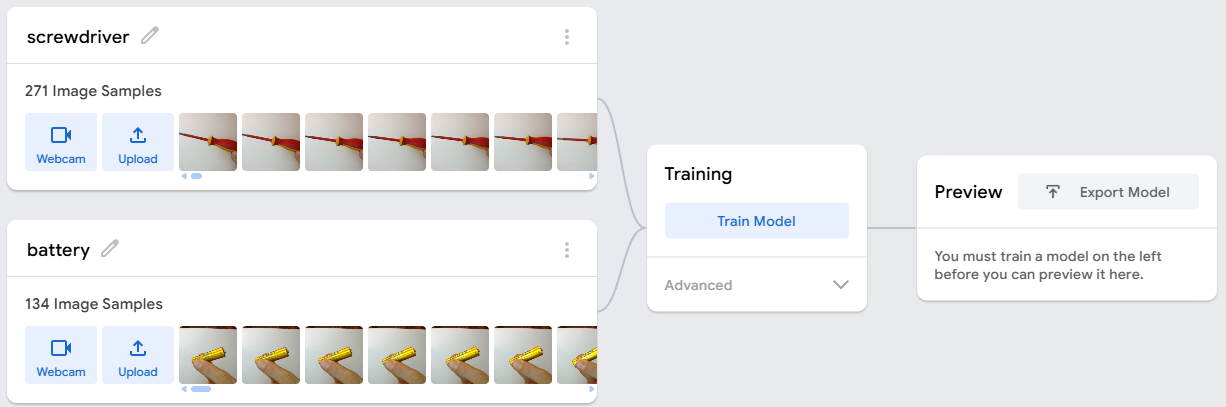 screwdriver
271 Image Samples
Webcam
Upload
battery
134 Image Samples
Webcam
Upload
Training
Train Model
Advanced
Preview
Export Model
You must train a model on the left
before you can preview it here.